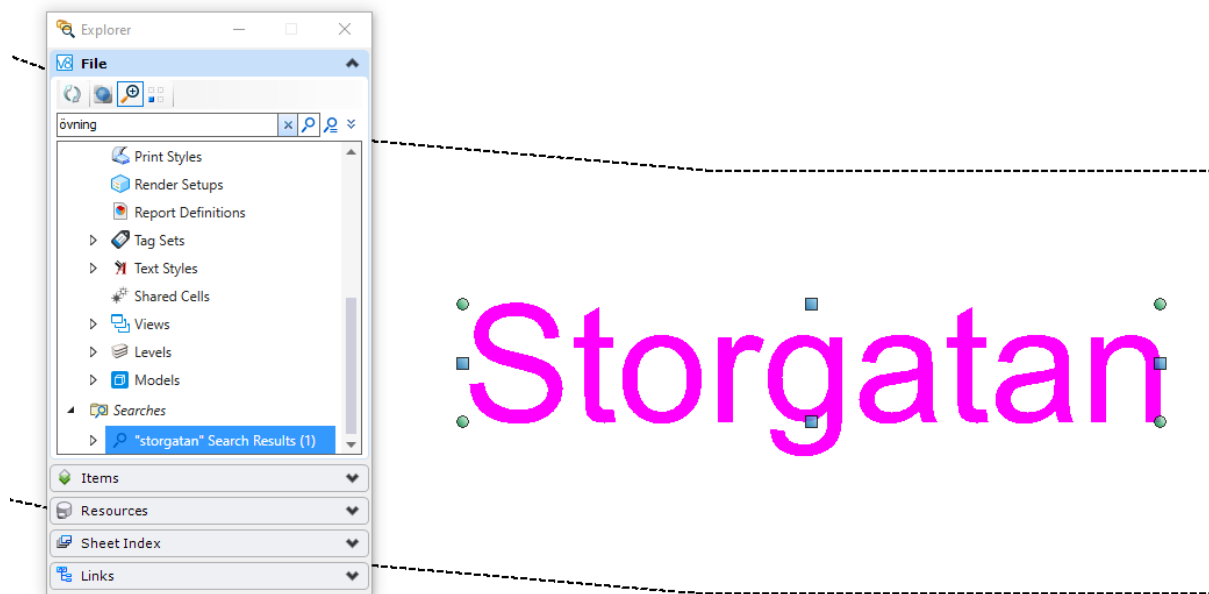 Explorer
File
övning
Print Styles
Render Setups
Report Definitions
Tag Sets
Text Styles
Shared Cells
Views
Levels
Models
Searches
"storgatan" Search Results (1)
Items
Resources
Sheet Index
Links
Storgatan